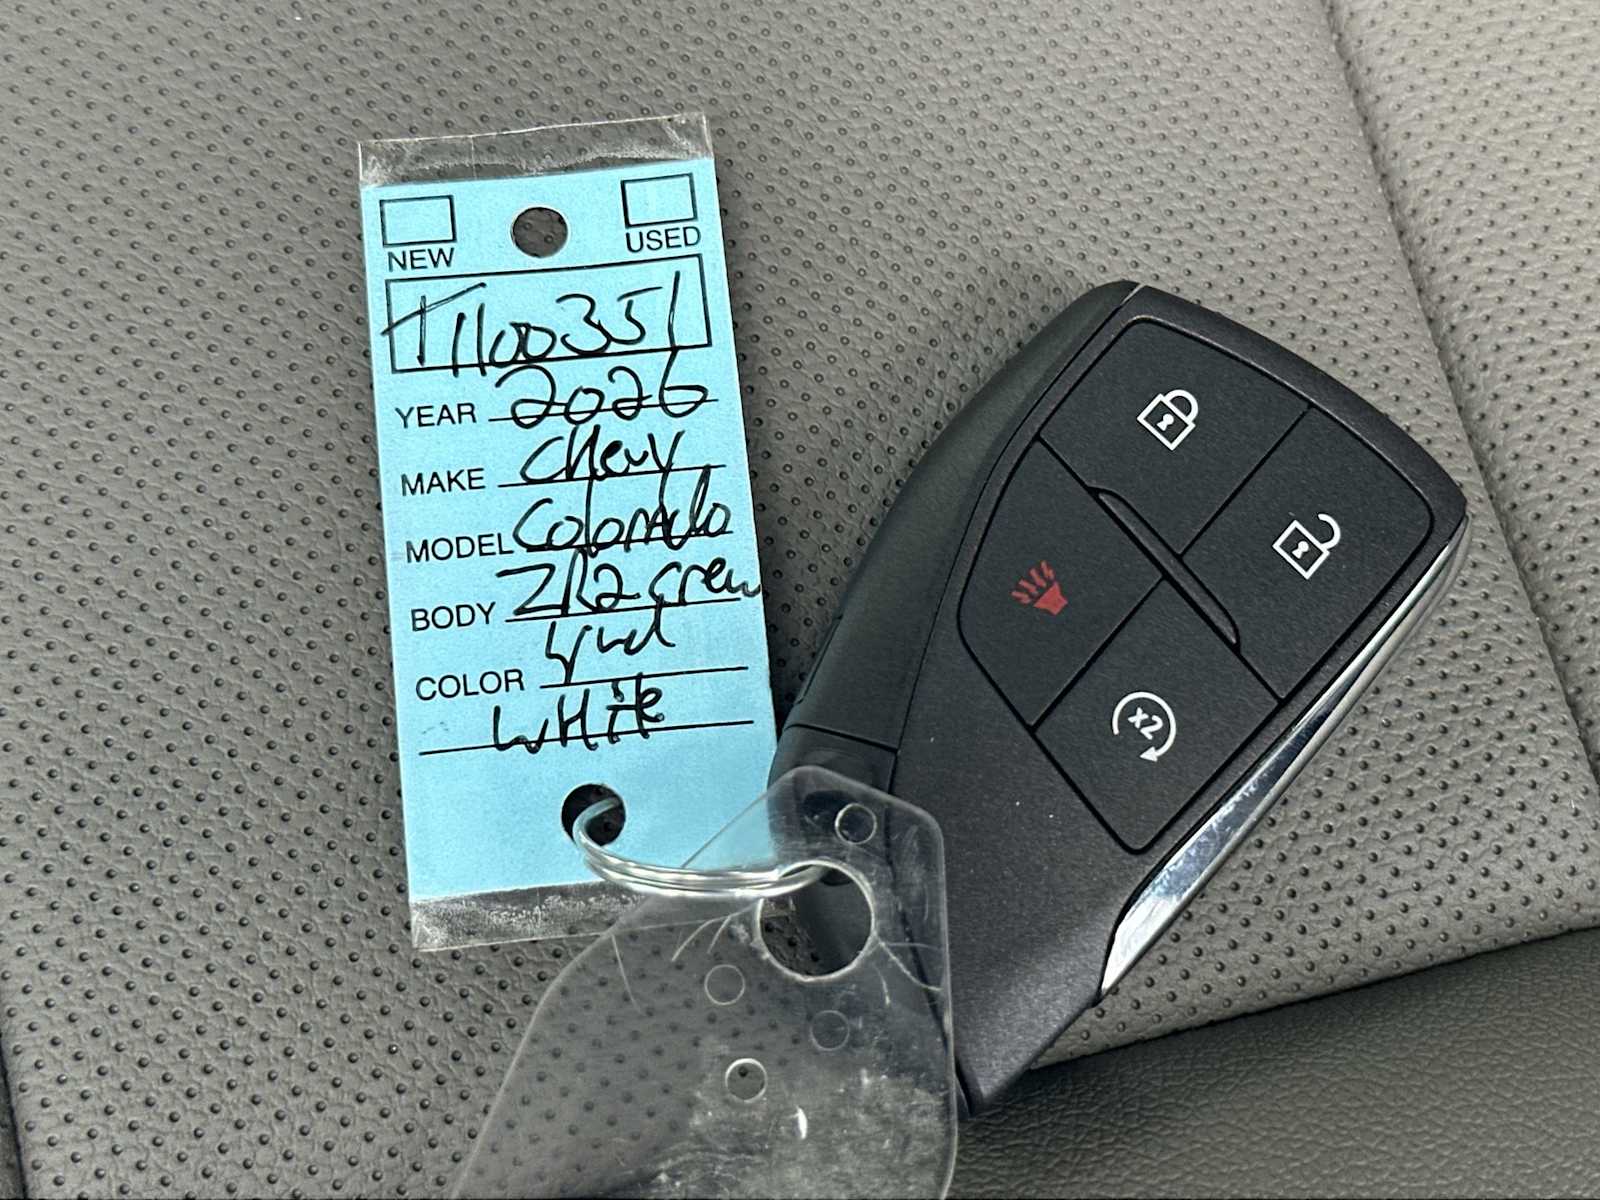 NEW USED
T1100351
YEAR 2026
MAKE Chevy
MODEL Colorado
BODY ZR2 crew
COLOR 4wd
WHite
x2